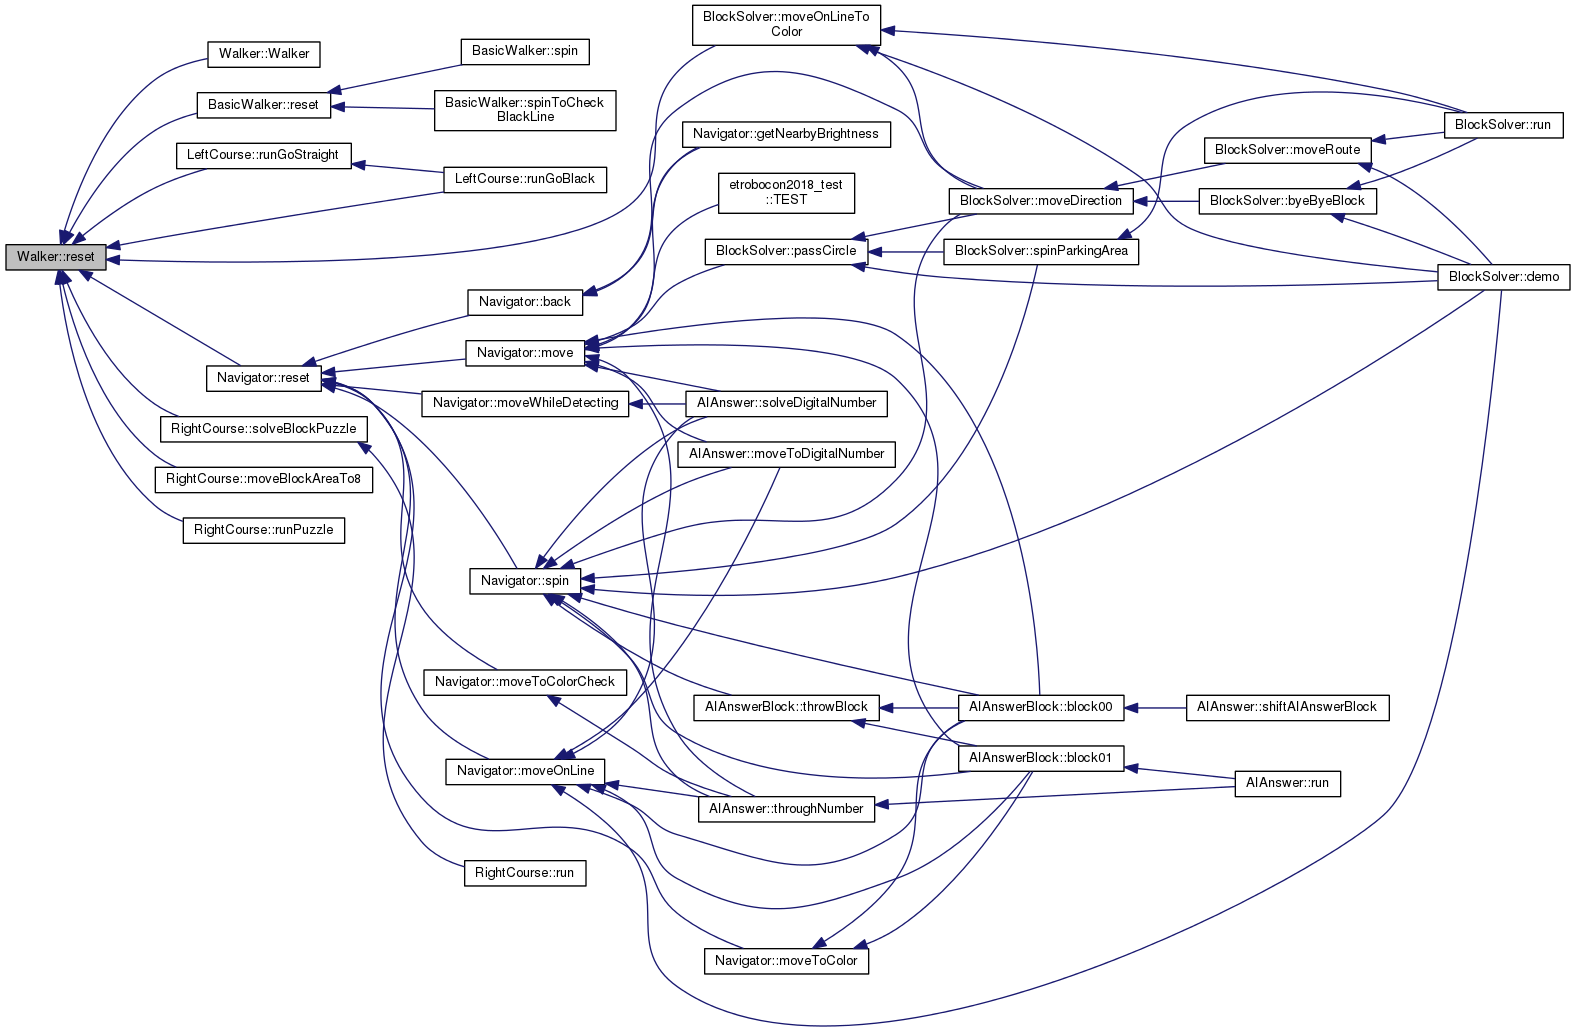 BlockSolver::moveOnLineTo
Color
Walker::Walker
BasicWalker::spin
BasicWalker::reset
BasicWalker::spinToCheck
BlackLine
LeftCourse::runGoStraight
LeftCourse::runGoBlack
Walker::reset
Navigator::getNearbyBrightness
etrobocon2018_test
::TEST
BlockSolver::passCircle
BlockSolver::moveDirection
BlockSolver::spinParkingArea
BlockSolver::moveRoute
BlockSolver::byeByeBlock
BlockSolver::run
BlockSolver::demo
Navigator::back
Navigator::move
Navigator::reset
Navigator::moveWhileDetecting
AIAnswer::solveDigitalNumber
RightCourse::solveBlockPuzzle
AIAnswer::moveToDigitalNumber
RightCourse::moveBlockAreaTo8
RightCourse::runPuzzle
Navigator::spin
Navigator::moveToColorCheck
AIAnswerBlock::throwBlock
AIAnswerBlock::block00
AIAnswer::shiftAIAnswerBlock
Navigator::moveOnLine
AIAnswerBlock::block01
AIAnswer::run
AIAnswer::throughNumber
RightCourse::run
Navigator::moveToColor